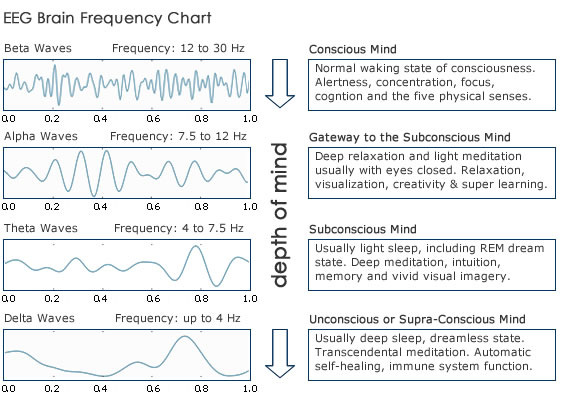 EEG Brain Frequency Chart
Beta Waves Frequency: 12 to 30 Hz
0.0 0.2 0.4 0.6 0.8 1.0
Conscious Mind
Normal waking state of consciousness.
Alertness, concentration, focus,
cogntion and the five physical senses.
Alpha Waves Frequency: 7.5 to 12 Hz
0.0 0.2 0.4 0.6 0.8 1.0
Gateway to the Subconscious Mind
Deep relaxation and light meditation
usually with eyes closed. Relaxation,
visualization, creativity & super learning.
depth of mind
Theta Waves Frequency: 4 to 7.5 Hz
0.0 0.2 0.4 0.6 0.8 1.0
Subconscious Mind
Usually light sleep, including REM dream
state. Deep meditation, intuition,
memory and vivid visual imagery.
Delta Waves Frequency: up to 4 Hz
0.0 0.2 0.4 0.6 0.8 1.0
Unconscious or Supra-Conscious Mind
Usually deep sleep, dreamless state.
Transcendental meditation. Automatic
self-healing, immune system function.